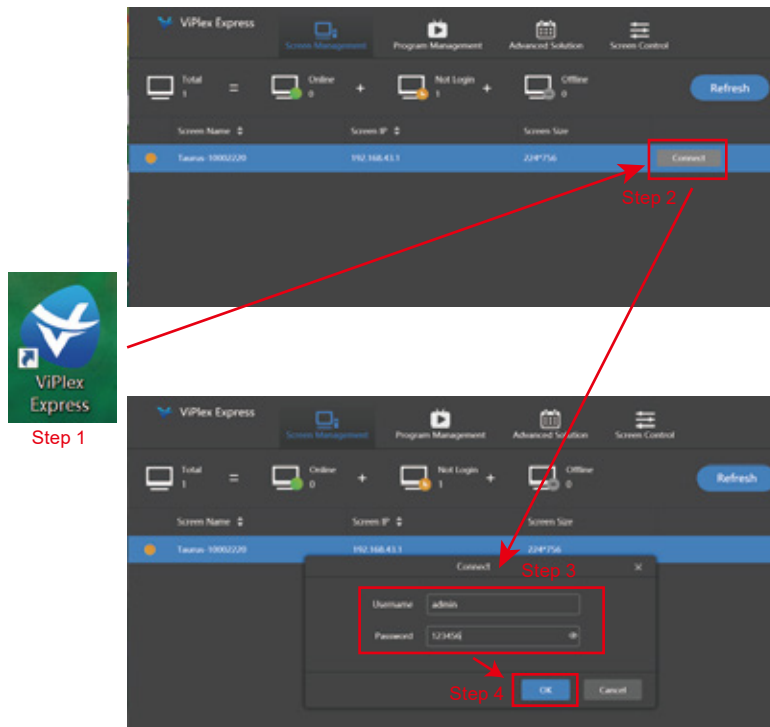 ViPlex Express
Screen Management
Program Management
Advanced Solution
Screen Control
Total
1
=
Online
0
+
Not Login
1
+
Offline
0
Refresh
Screen Name
Screen IP
Screen Size
Taurus-10002220
192.168.43.1
224*756
Connect
Step 2
ViPlex
Express
Step 1
ViPlex Express
Screen Management
Program Management
Advanced Solution
Screen Control
Total
1
=
Online
0
+
Not Login
1
+
Offline
0
Refresh
Screen Name
Screen IP
Screen Size
Taurus-10002220
192.168.43.1
224*756
Connect
Step 3
Username
admin
Password
123456
Step 4
OK
Cancel